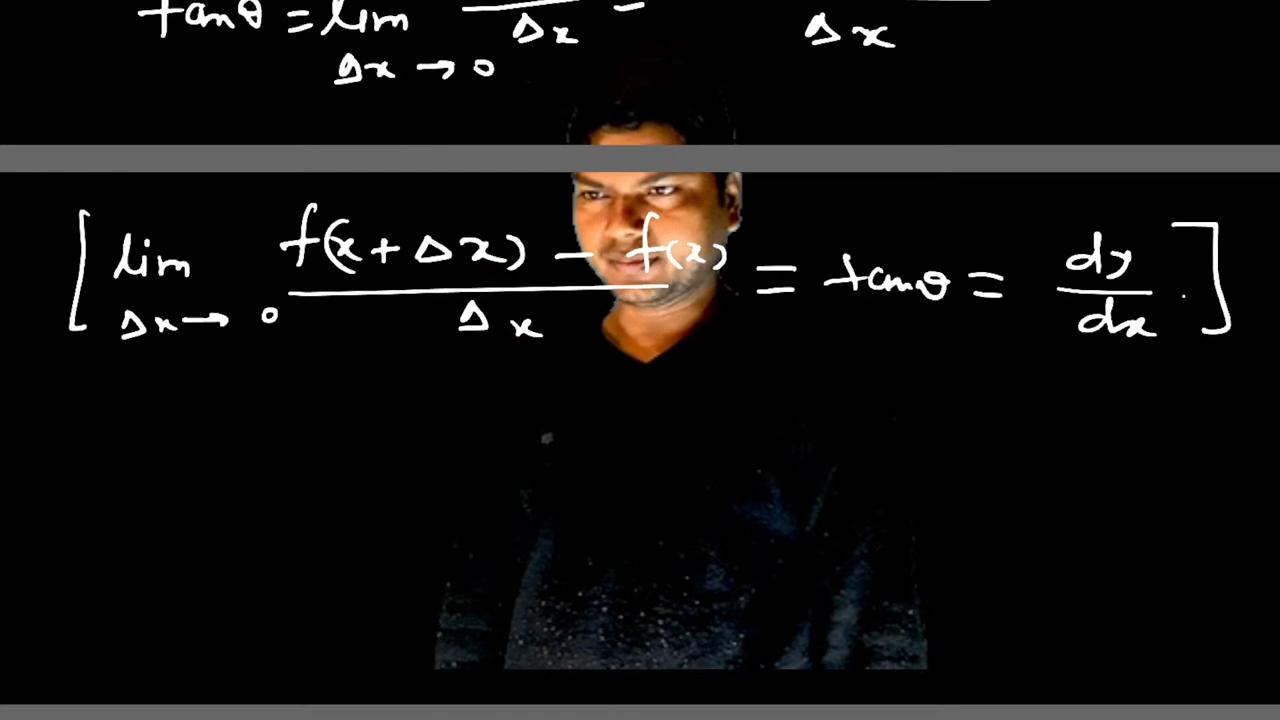 tanθ = lim Δx = Δx
Δx → 0
[ lim Δx→0 (f(x+Δx) − f(x))/Δx = tanθ = dy/dx . ]